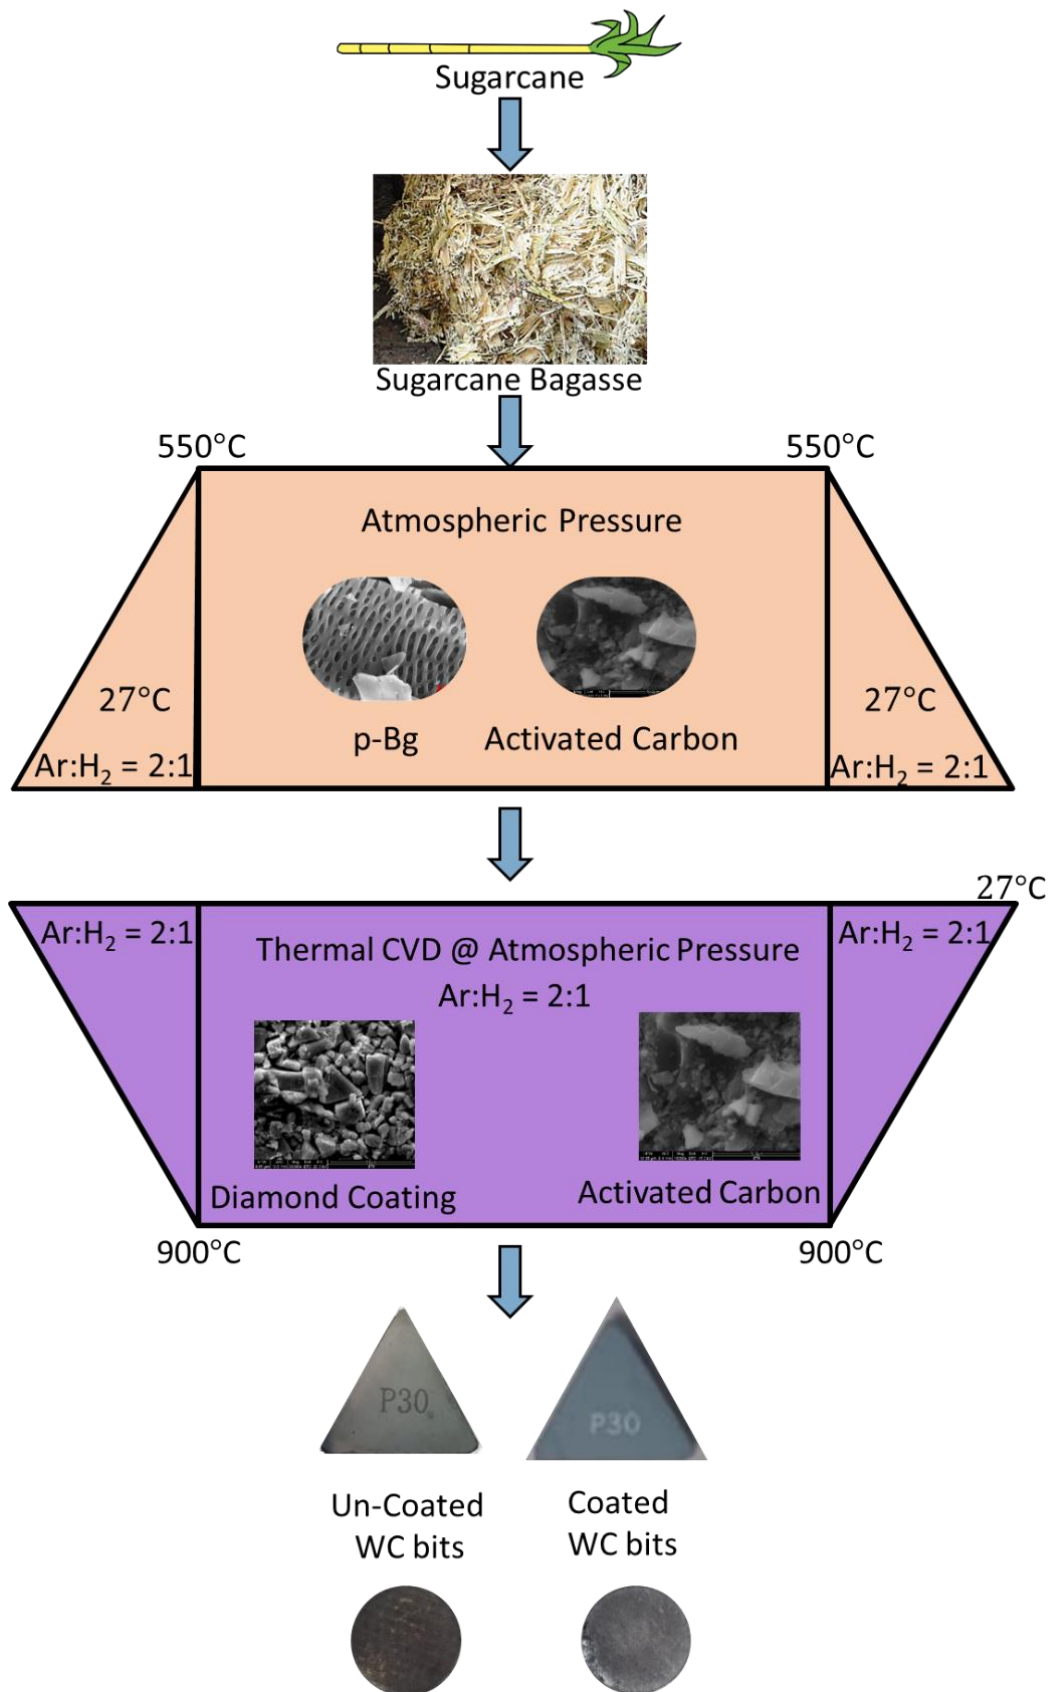 Sugarcane
Sugarcane Bagasse
550°C
550°C
Atmospheric Pressure
27°C
27°C
p-Bg
Activated Carbon
Ar:H₂ = 2:1
Ar:H₂ = 2:1
27°C
Ar:H₂ = 2:1
Ar:H₂ = 2:1
Thermal CVD @ Atmospheric Pressure
Ar:H₂ = 2:1
Diamond Coating
Activated Carbon
900°C
900°C
P30
P30
Un-Coated
WC bits
Coated
WC bits